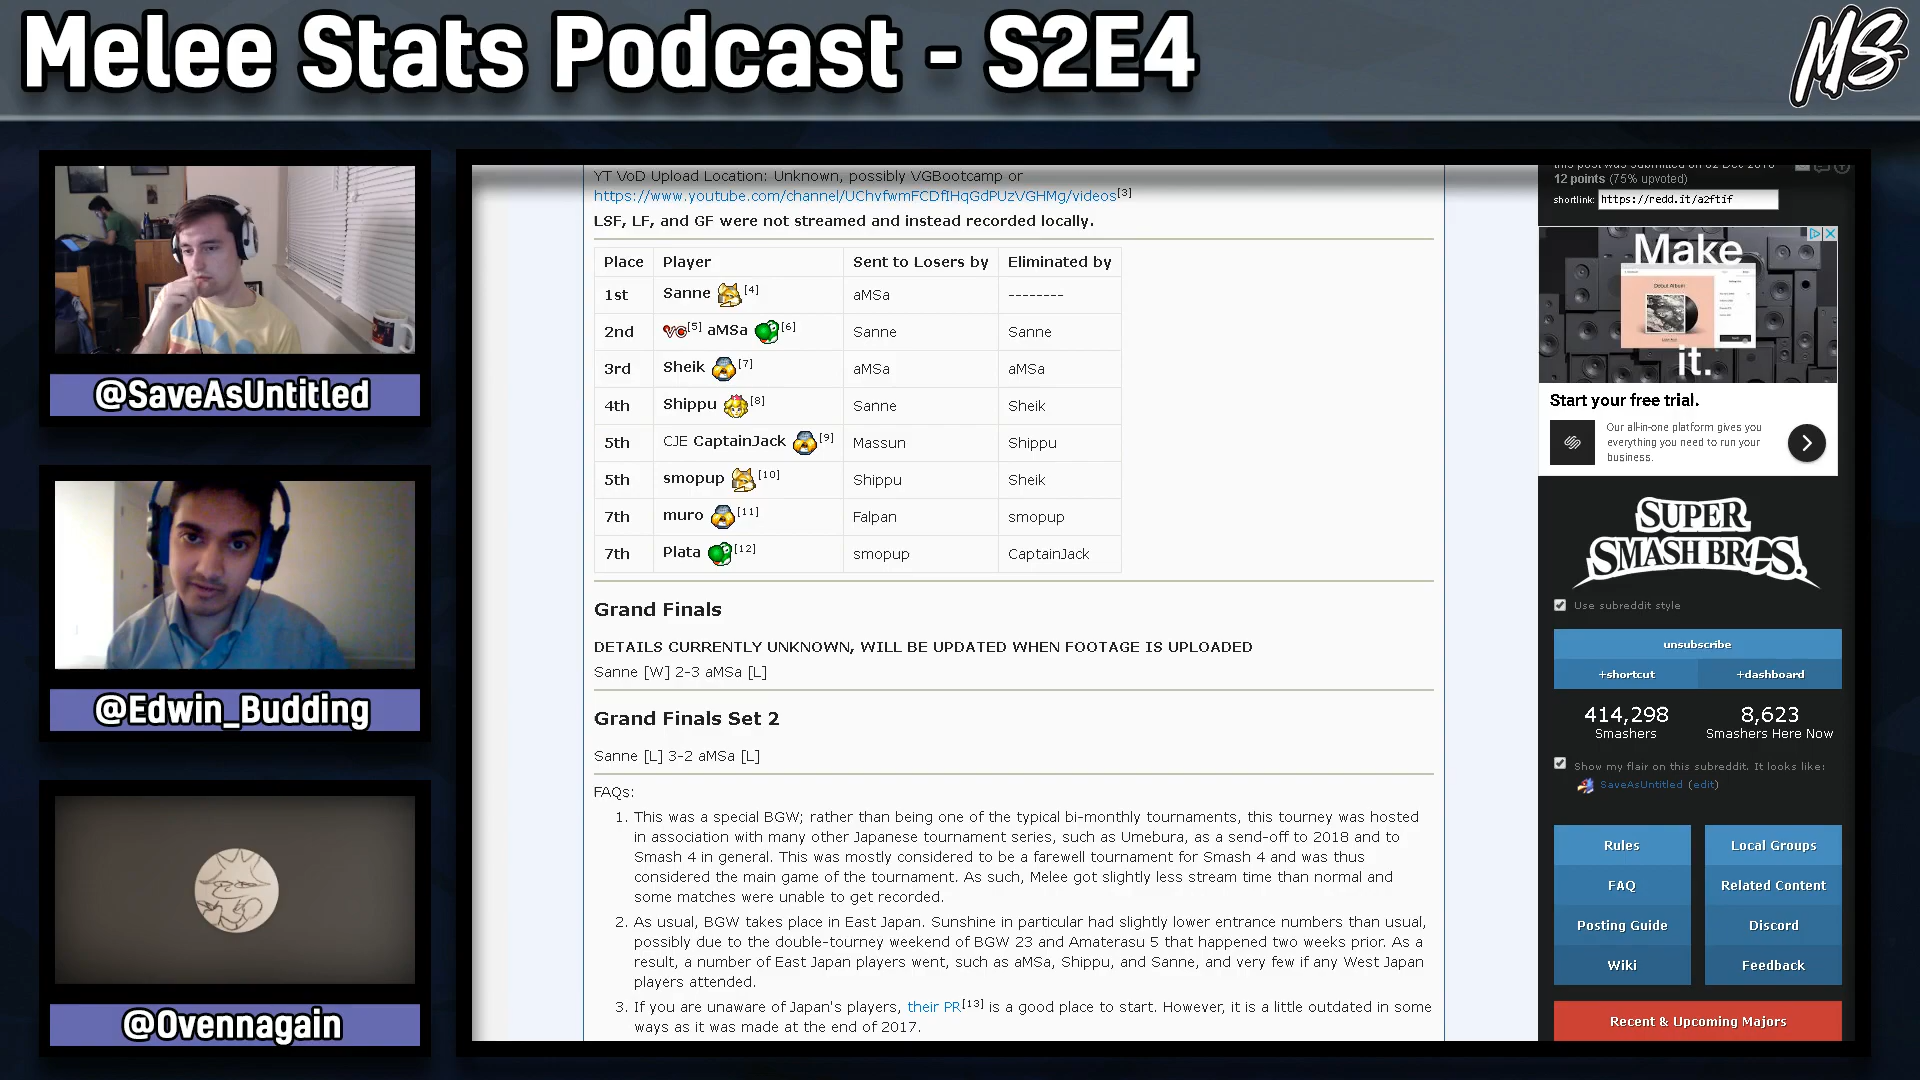 Melee Stats Podcast - S2E4
MS
@SaveAsUntitled
@Edwin_Budding
@Ovennagain
YT VoD Upload Location: Unknown, possibly VGBootcamp or
https://www.youtube.com/channel/UChvfwmFCDfIHqGdPUzVGHMg/videos[3]
LSF, LF, and GF were not streamed and instead recorded locally.
Place Player Sent to Losers by Eliminated by
1st Sanne [4] aMSa --------
2nd VG[5] aMSa [6] Sanne Sanne
3rd Sheik [7] aMSa aMSa
4th Shippu [8] Sanne Sheik
5th CJE CaptainJack [9] Massun Shippu
5th smopup [10] Shippu Sheik
7th muro [11] Falpan smopup
7th Plata [12] smopup CaptainJack
Grand Finals
DETAILS CURRENTLY UNKNOWN, WILL BE UPDATED WHEN FOOTAGE IS UPLOADED
Sanne [W] 2-3 aMSa [L]
Grand Finals Set 2
Sanne [L] 3-2 aMSa [L]
FAQs:
1. This was a special BGW; rather than being one of the typical bi-monthly tournaments, this tourney was hosted
in association with many other Japanese tournament series, such as Umebura, as a send-off to 2018 and to
Smash 4 in general. This was mostly considered to be a farewell tournament for Smash 4 and was thus
considered the main game of the tournament. As such, Melee got slightly less stream time than normal and
some matches were unable to get recorded.
2. As usual, BGW takes place in East Japan. Sunshine in particular had slightly lower entrance numbers than usual,
possibly due to the double-tourney weekend of BGW 23 and Amaterasu 5 that happened two weeks prior. As a
result, a number of East Japan players went, such as aMSa, Shippu, and Sanne, and very few if any West Japan
players attended.
3. If you are unaware of Japan's players, their PR[13] is a good place to start. However, it is a little outdated in some
ways as it was made at the end of 2017.
this post was submitted on 02 Dec 2018
12 points (75% upvoted)
shortlink: https://redd.it/a2ftif
Make
it.
Start your free trial.
Our all-in-one platform gives you
everything you need to run your
business.
SUPER
SMASH BROS.
Use subreddit style
unsubscribe
+shortcut +dashboard
414,298 8,623
Smashers Smashers Here Now
Show my flair on this subreddit. It looks like:
SaveAsUntitled (edit)
Rules Local Groups
FAQ Related Content
Posting Guide Discord
Wiki Feedback
Recent & Upcoming Majors